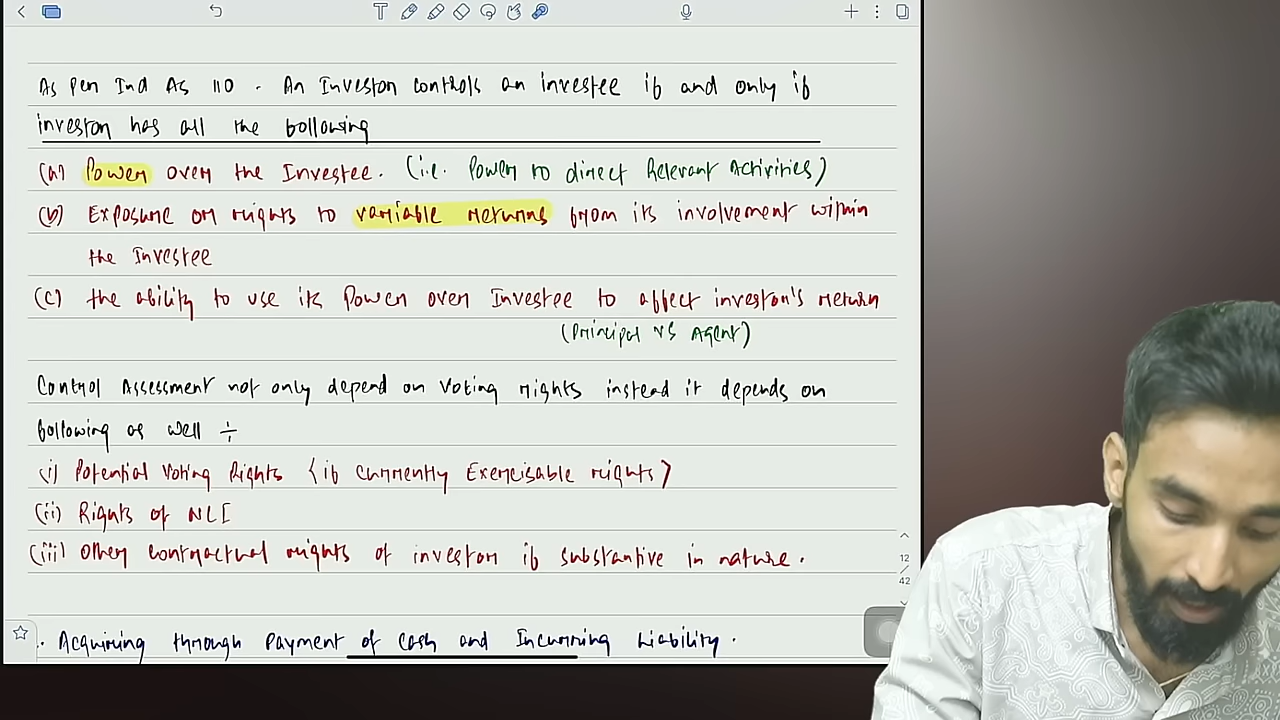 As Per Ind As 110 . An Investor controls an investee if and only if
investor has all the following
(a) Power over the Investee. (i.e. Power to direct Relevant Activities)
(b) Exposure or rights to variable returns from its involvement within
the Investee
(c) the ability to use its Power over Investee to affect investor's return
(Principal vs Agent)
Control Assessment not only depend on Voting rights instead it depends on
following as well ÷
(i) Potential Voting Rights {if currently Exercisable rights}
(ii) Rights of NCI
(iii) Other contractual rights of investor if substantive in nature.
12
42
. Acquiring through Payment of Cash and Incurring Liability.